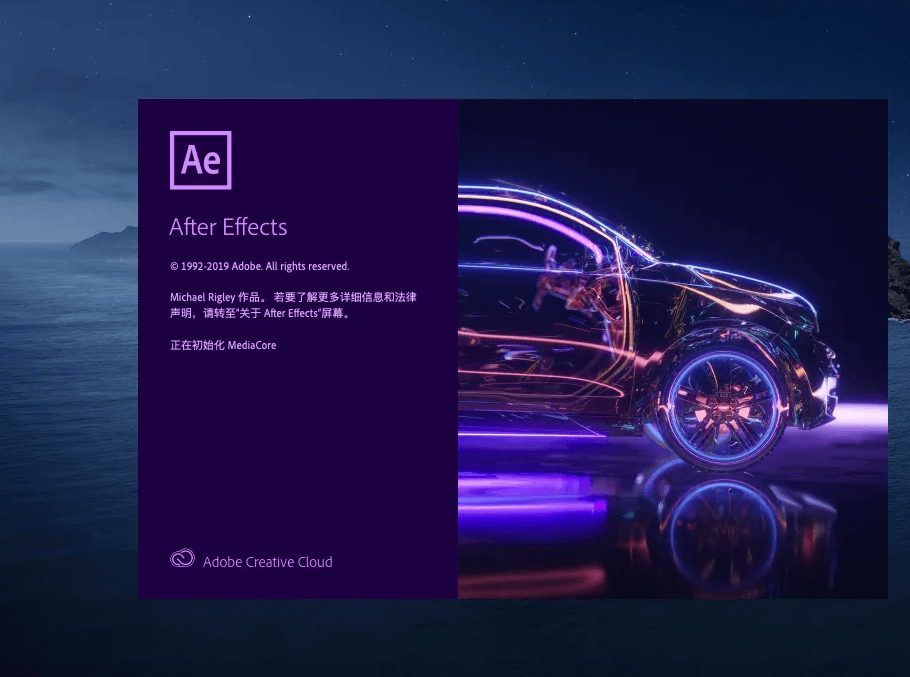 Ae
After Effects
© 1992-2019 Adobe. All rights reserved.
Michael Rigley 作品。 若要了解更多详细信息和法律
声明，请转至"关于 After Effects"屏幕。
正在初始化 MediaCore
Adobe Creative Cloud